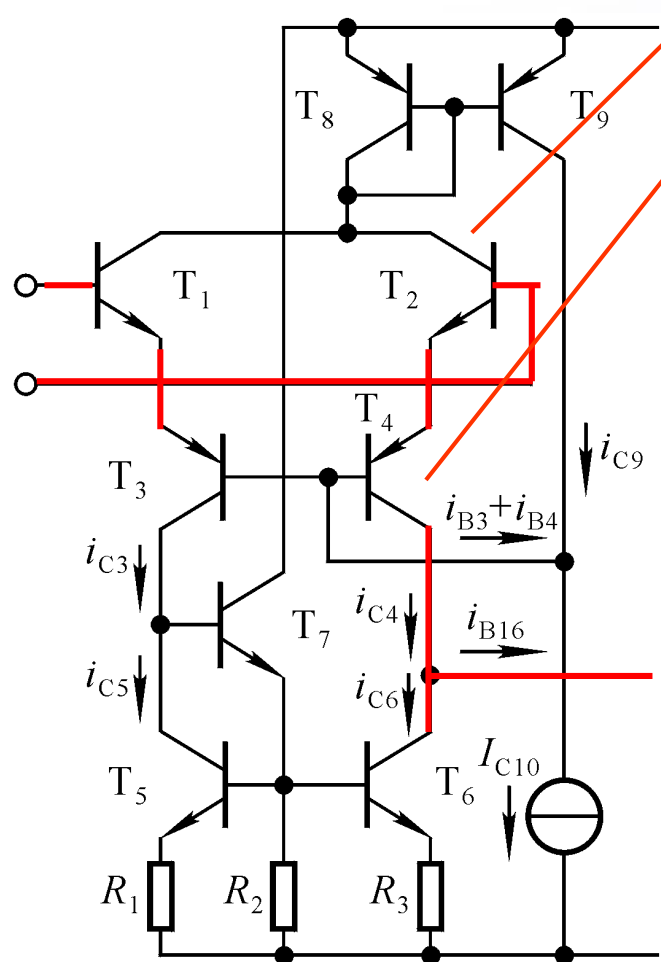 T8 T9
T1 T2
T4
T3
iC9
iB3+iB4
iC3
iC4 iB16
T7
iC5 iC6
IC10
T5 T6
R1 R2 R3